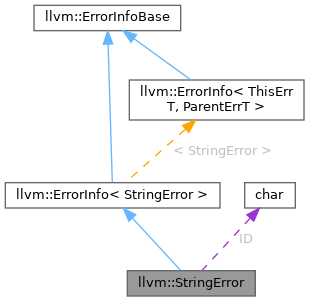 llvm::ErrorInfoBase
llvm::ErrorInfo< ThisErr
T, ParentErrT >
< StringError >
llvm::ErrorInfo< StringError >
char
ID
llvm::StringError